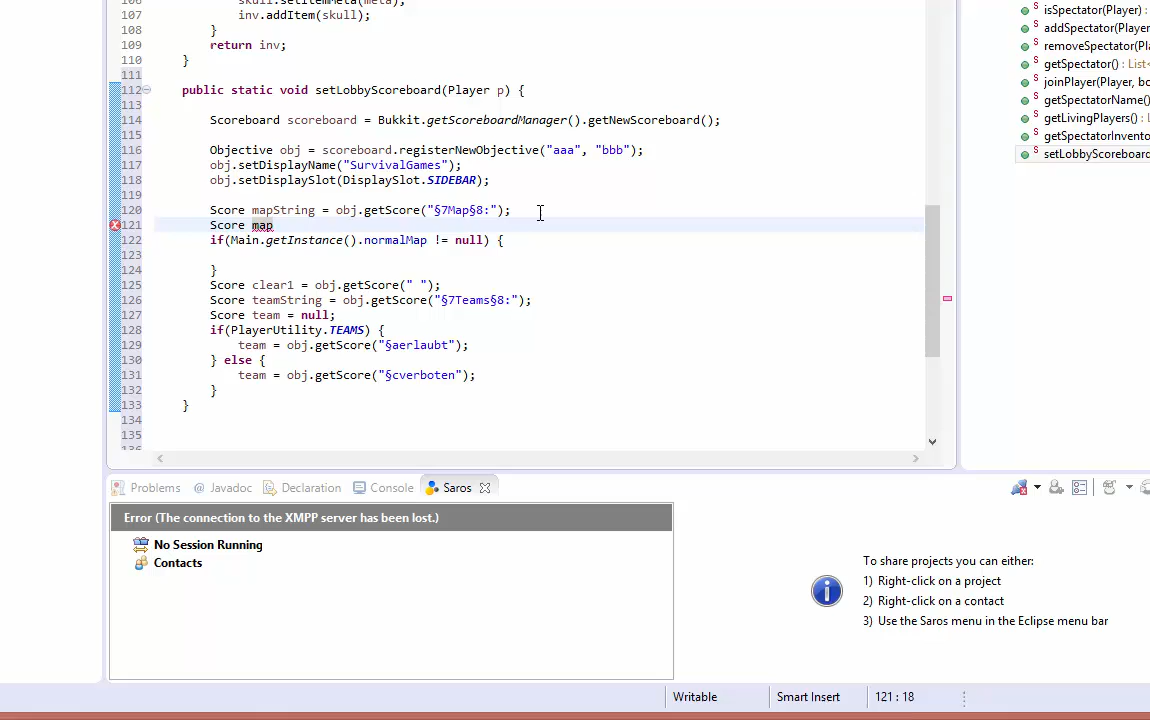 106 skull.setItemMeta(meta);
107 inv.addItem(skull);
108 }
109 return inv;
110 }
111
112 public static void setLobbyScoreboard(Player p) {
113
114 Scoreboard scoreboard = Bukkit.getScoreboardManager().getNewScoreboard();
115
116 Objective obj = scoreboard.registerNewObjective("aaa", "bbb");
117 obj.setDisplayName("SurvivalGames");
118 obj.setDisplaySlot(DisplaySlot.SIDEBAR);
119
120 Score mapString = obj.getScore("§7Map§8:");
121 Score map
122 if(Main.getInstance().normalMap != null) {
123
124 }
125 Score clear1 = obj.getScore(" ");
126 Score teamString = obj.getScore("§7Teams§8:");
127 Score team = null;
128 if(PlayerUtility.TEAMS) {
129 team = obj.getScore("§aerlaubt");
130 } else {
131 team = obj.getScore("§cverboten");
132 }
133 }
134
135
136
isSpectator(Player) :
addSpectator(Player
removeSpectator(Pl
getSpectator() : List<
joinPlayer(Player, bo
getSpectatorName()
getLivingPlayers() :
getSpectatorInvento
setLobbyScoreboard
Problems @ Javadoc Declaration Console Saros
Error (The connection to the XMPP server has been lost.)
No Session Running
Contacts
To share projects you can either:
1) Right-click on a project
2) Right-click on a contact
3) Use the Saros menu in the Eclipse menu bar
Writable Smart Insert 121 : 18